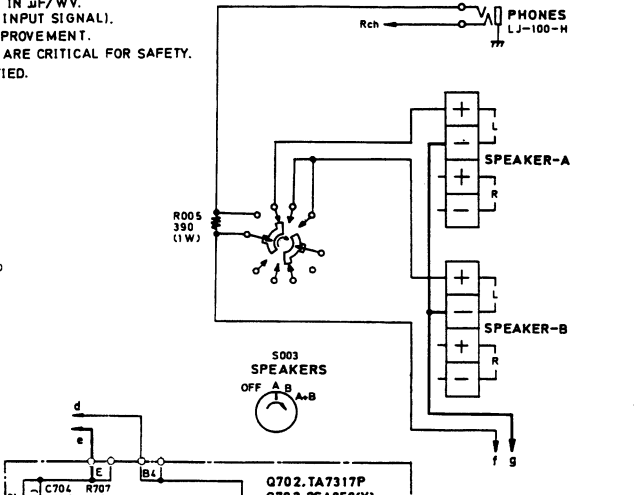 IN µF/WV.
INPUT SIGNAL).
PROVEMENT.
ARE CRITICAL FOR SAFETY.
IED.
Rch
PHONES
LJ-100-H
+
L
-
SPEAKER-A
+
R
-
R005
390
(1W)
+
L
-
SPEAKER-B
+
R
-
S003
SPEAKERS
OFF A B A+B
d
e
f g
E B4
C704 R707
Q702.TA7317P